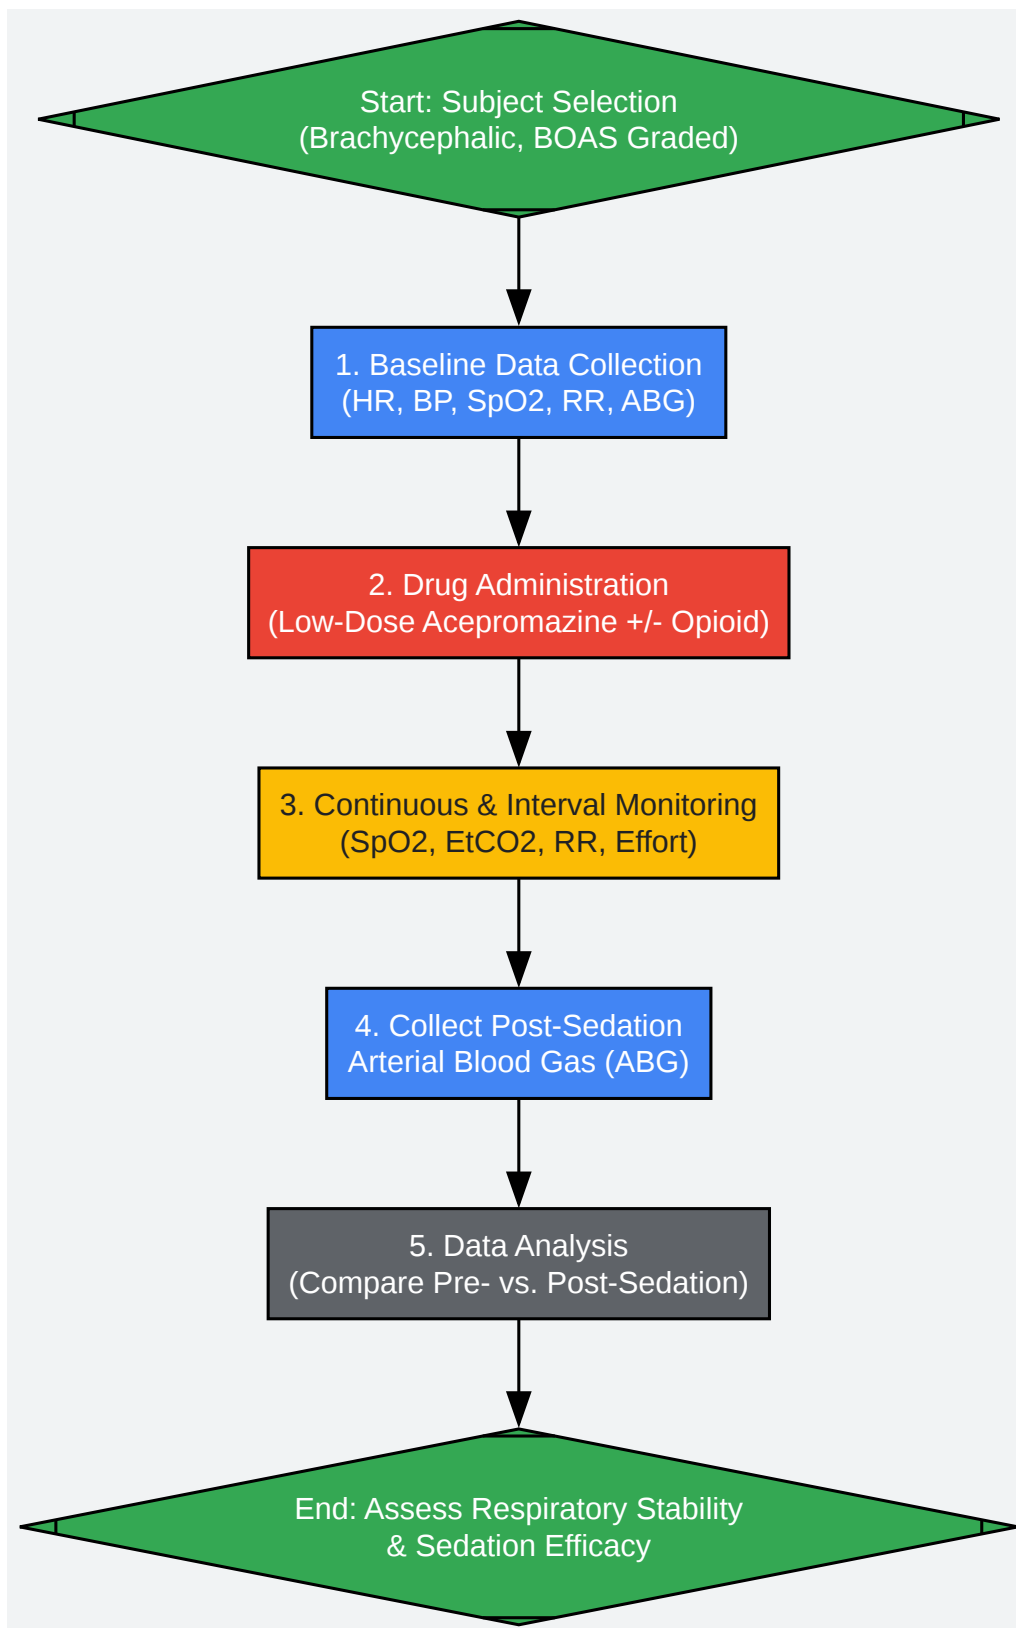 Start: Subject Selection
(Brachycephalic, BOAS Graded)
1. Baseline Data Collection
(HR, BP, SpO2, RR, ABG)
2. Drug Administration
(Low-Dose Acepromazine +/- Opioid)
3. Continuous & Interval Monitoring
(SpO2, EtCO2, RR, Effort)
4. Collect Post-Sedation
Arterial Blood Gas (ABG)
5. Data Analysis
(Compare Pre- vs. Post-Sedation)
End: Assess Respiratory Stability
& Sedation Efficacy